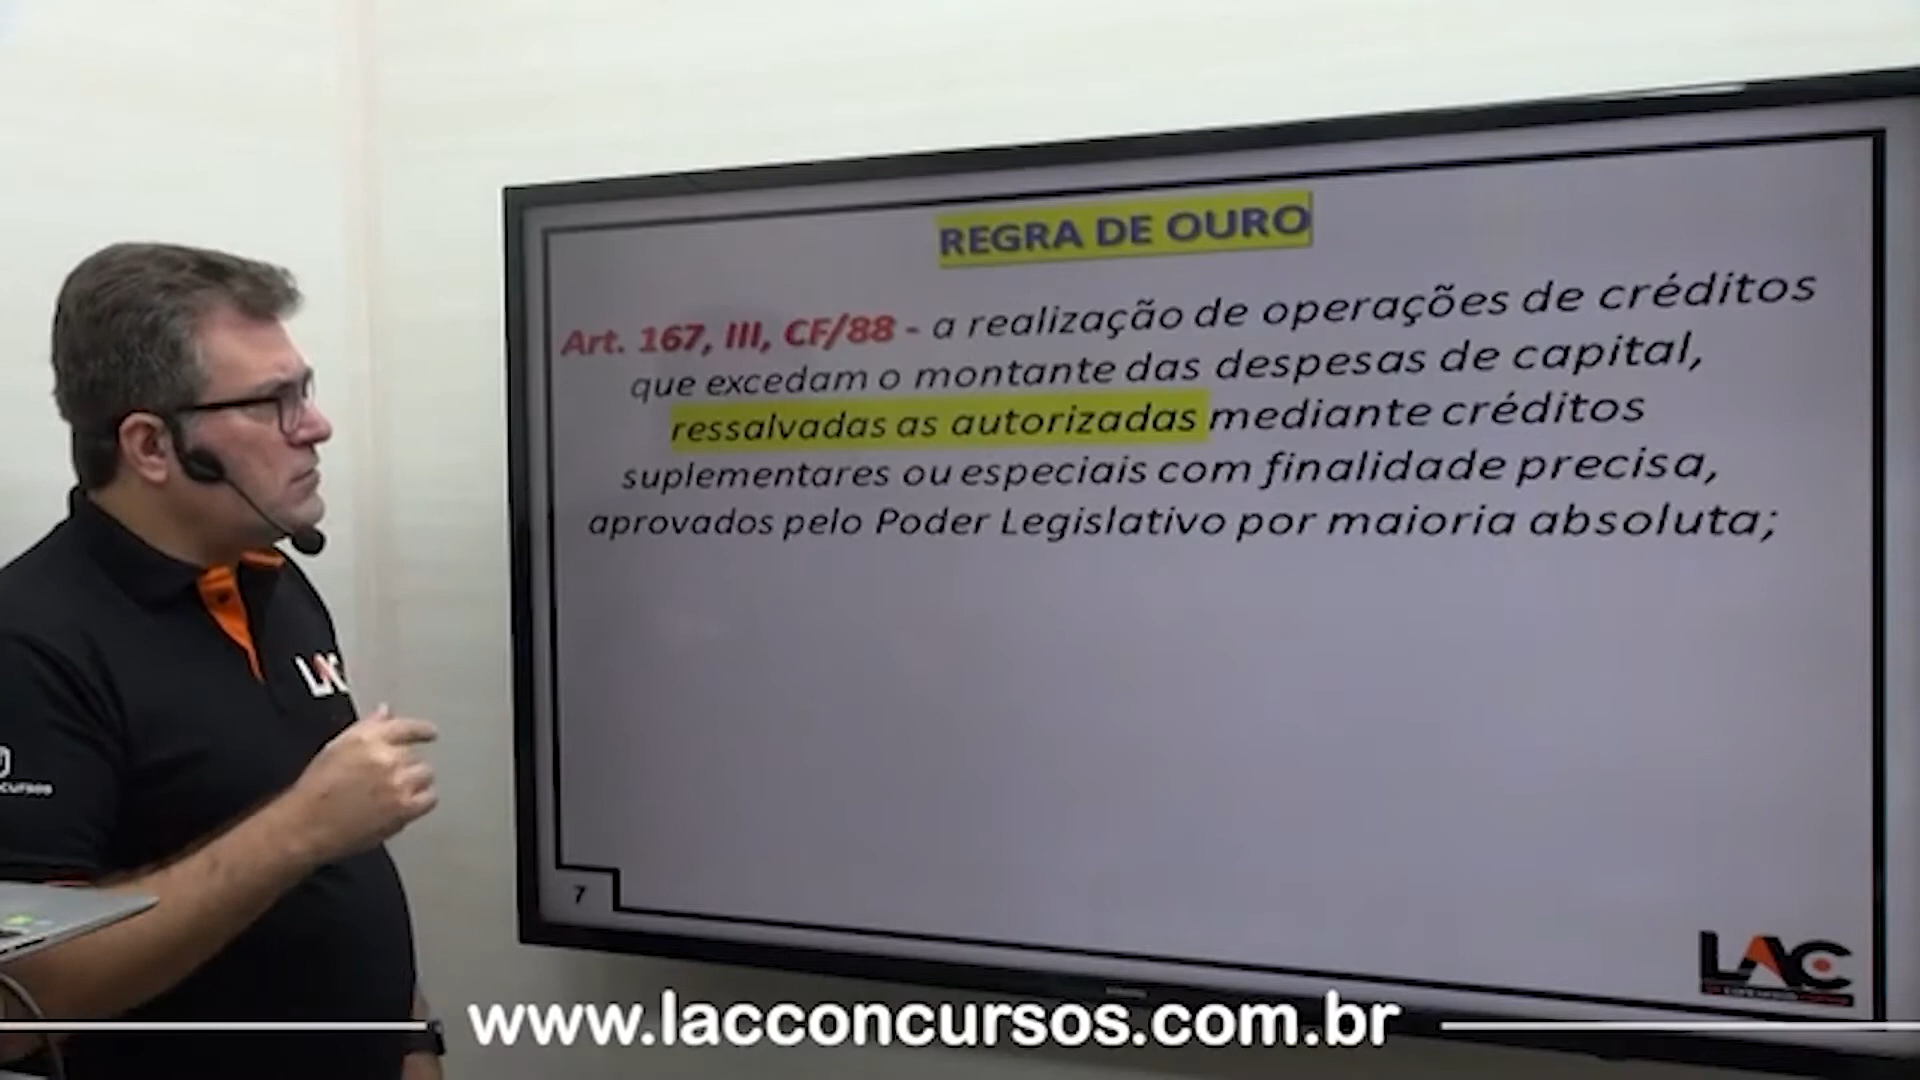 REGRA DE OURO
Art. 167, III, CF/88 - a realização de operações de créditos
que excedam o montante das despesas de capital,
ressalvadas as autorizadas mediante créditos
suplementares ou especiais com finalidade precisa,
aprovados pelo Poder Legislativo por maioria absoluta;
7
LAC
LAC
www.lacconcursos.com.br